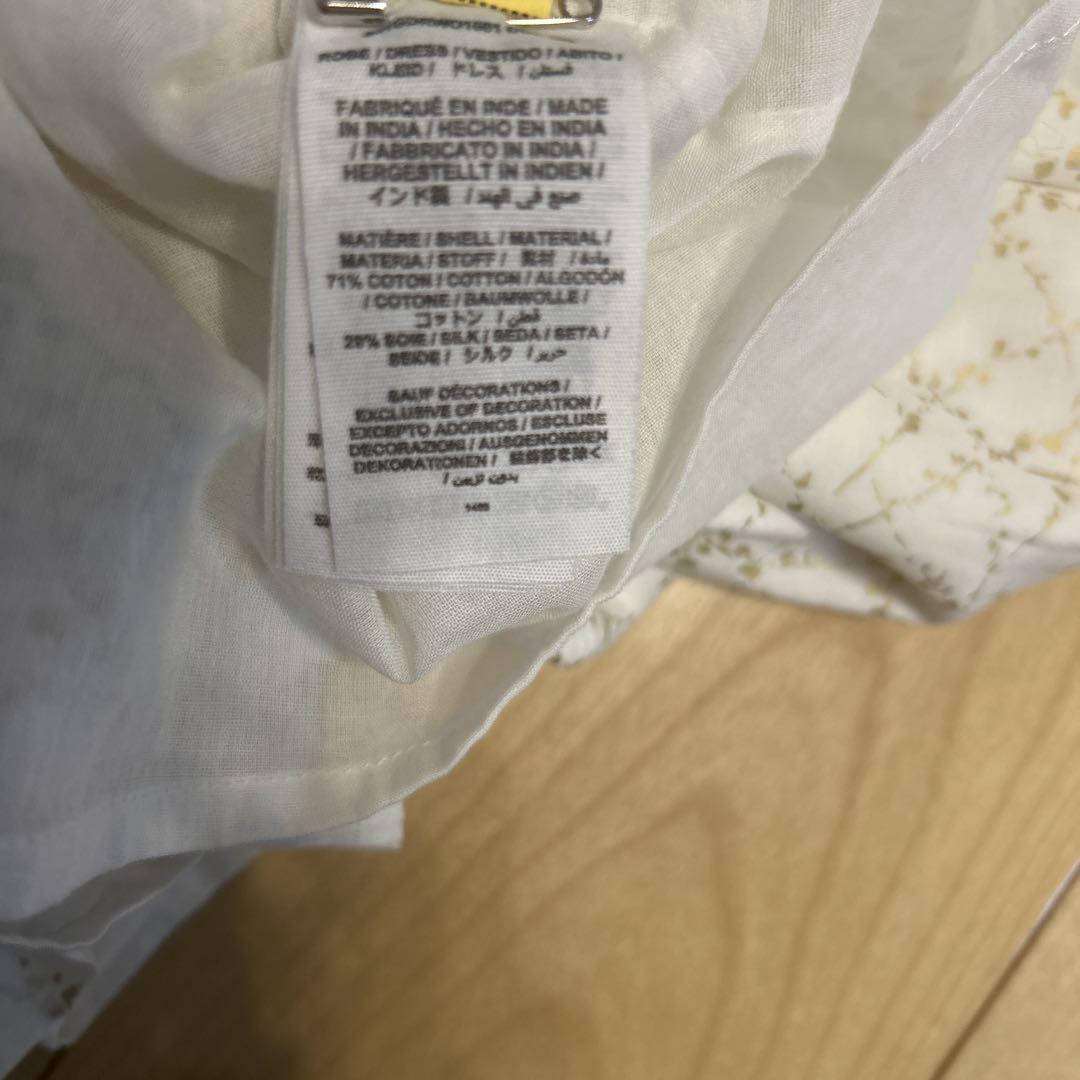 ROBE / DRESS / VESTIDO / ABITO /
KLEID / ドレス / فستان
FABRIQUÉ EN INDE / MADE
IN INDIA / HECHO EN INDIA
/ FABBRICATO IN INDIA /
HERGESTELLT IN INDIEN /
インド製 / صنع في الهند
MATIÈRE / SHELL / MATERIAL /
MATERIA / STOFF / 素材 / مادة
71% COTON / COTTON / ALGODÓN
/ COTONE / BAUMWOLLE /
コットン / قطن
29% SOIE / SILK / SEDA / SETA /
SEIDE / シルク / حرير
SAUF DÉCORATIONS /
EXCLUSIVE OF DECORATION /
EXCEPTO ADORNOS / ESCLUSE
DECORAZIONI / AUSGENOMMEN
DEKORATIONEN / 装飾部を除く
/ بدون تزيين